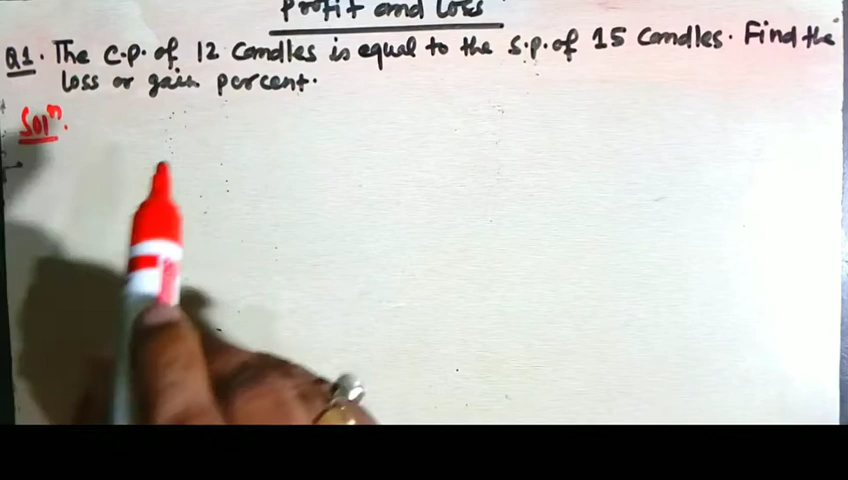 Profit and Loss
Q1. The C.P. of 12 Candles is equal to the S.P. of 15 Candles. Find the
loss or gain percent.
Solⁿ.